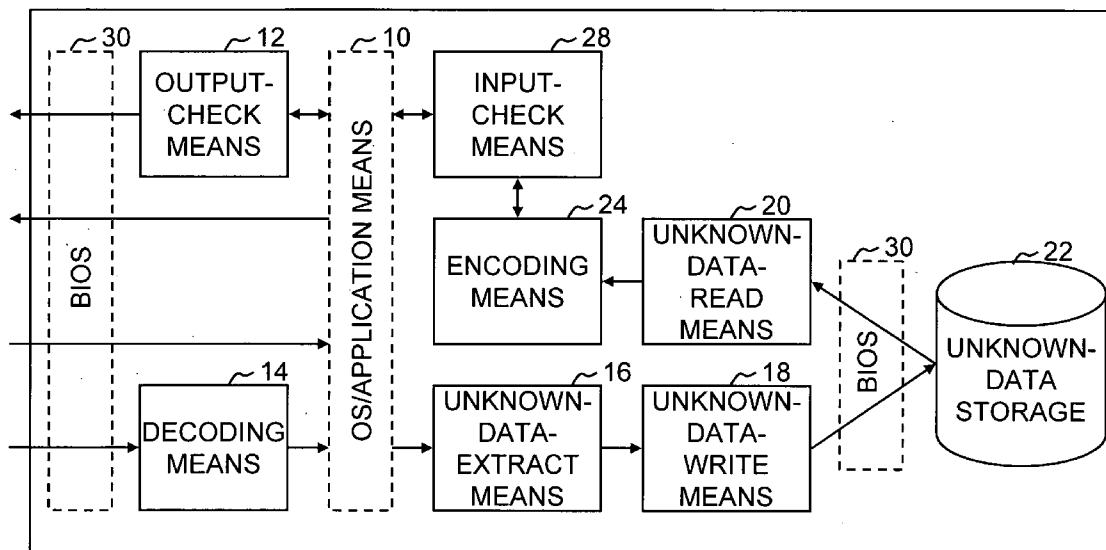 30
BIOS
12
OUTPUT-
CHECK
MEANS
10
OS/APPLICATION MEANS
28
INPUT-
CHECK
MEANS
24
ENCODING
MEANS
20
UNKNOWN-
DATA-
READ
MEANS
30
BIOS
22
UNKNOWN-
DATA
STORAGE
14
DECODING
MEANS
16
UNKNOWN-
DATA-
EXTRACT
MEANS
18
UNKNOWN-
DATA-
WRITE
MEANS